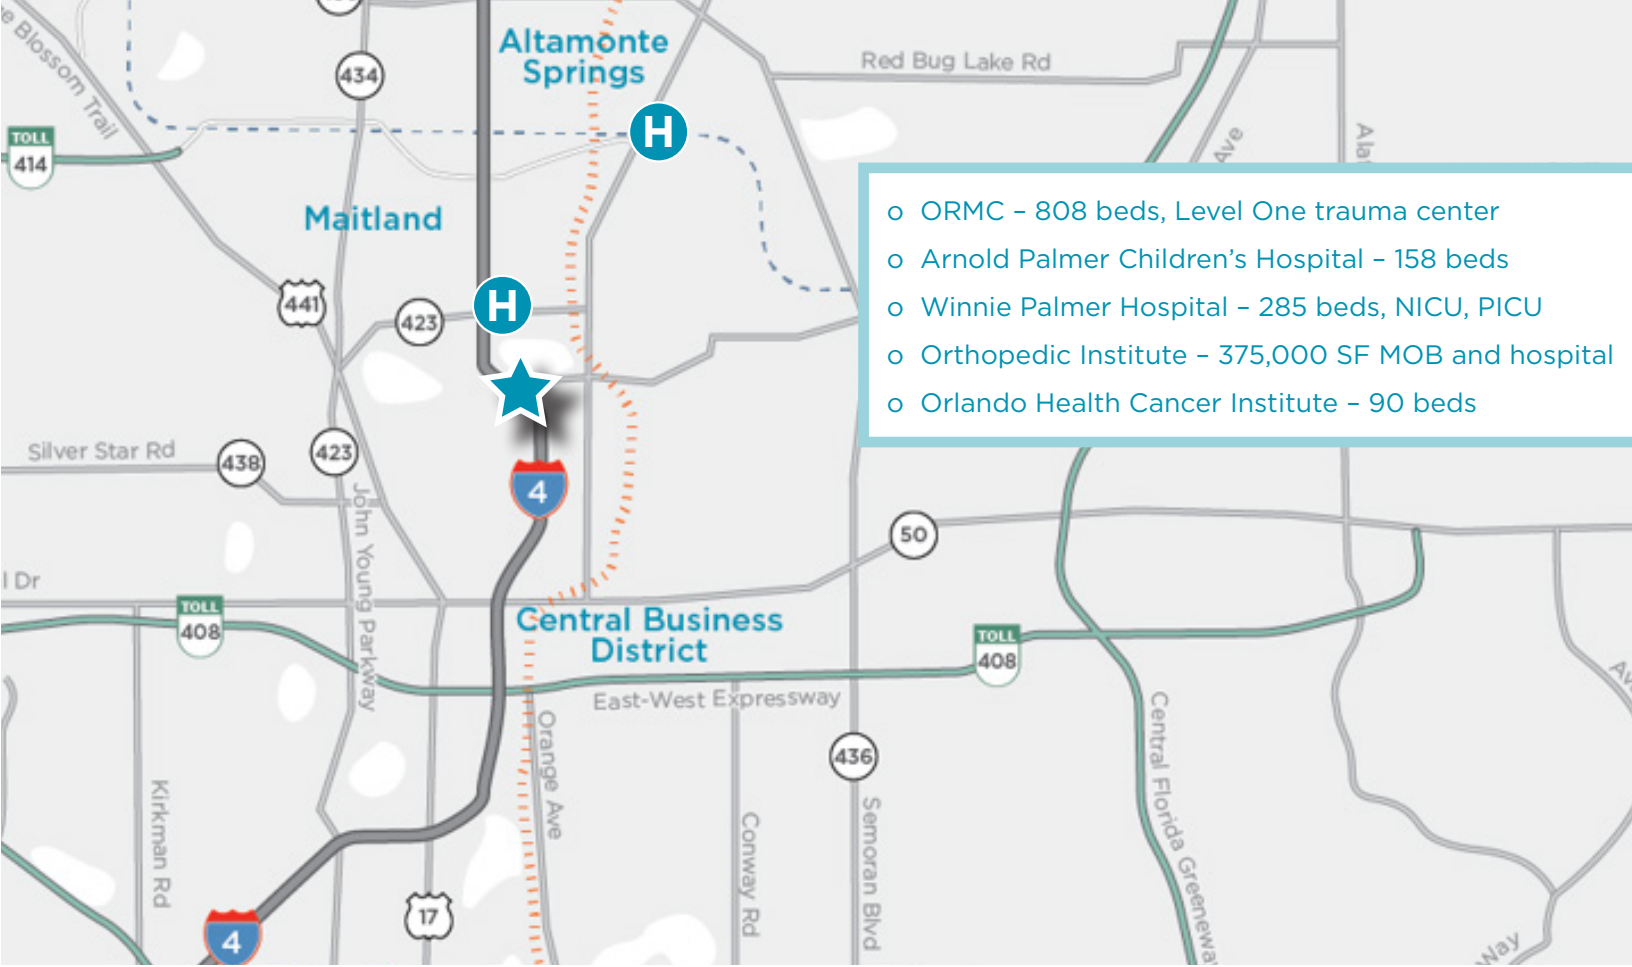 Altamonte
Springs
434
Red Bug Lake Rd
Blossom Trail
TOLL
414
H
Ave
Maitland
o ORMC – 808 beds, Level One trauma center
o Arnold Palmer Children’s Hospital – 158 beds
o Winnie Palmer Hospital – 285 beds, NICU, PICU
o Orthopedic Institute – 375,000 SF MOB and hospital
o Orlando Health Cancer Institute – 90 beds
441
423
H
Silver Star Rd
438
423
4
50
John Young Parkway
l Dr
TOLL
408
Central Business
District
TOLL
408
East-West Expressway
Orange Ave
436
Central Florida Greeneway
Kirkman Rd
Conway Rd
Semoran Blvd
17
4
Way